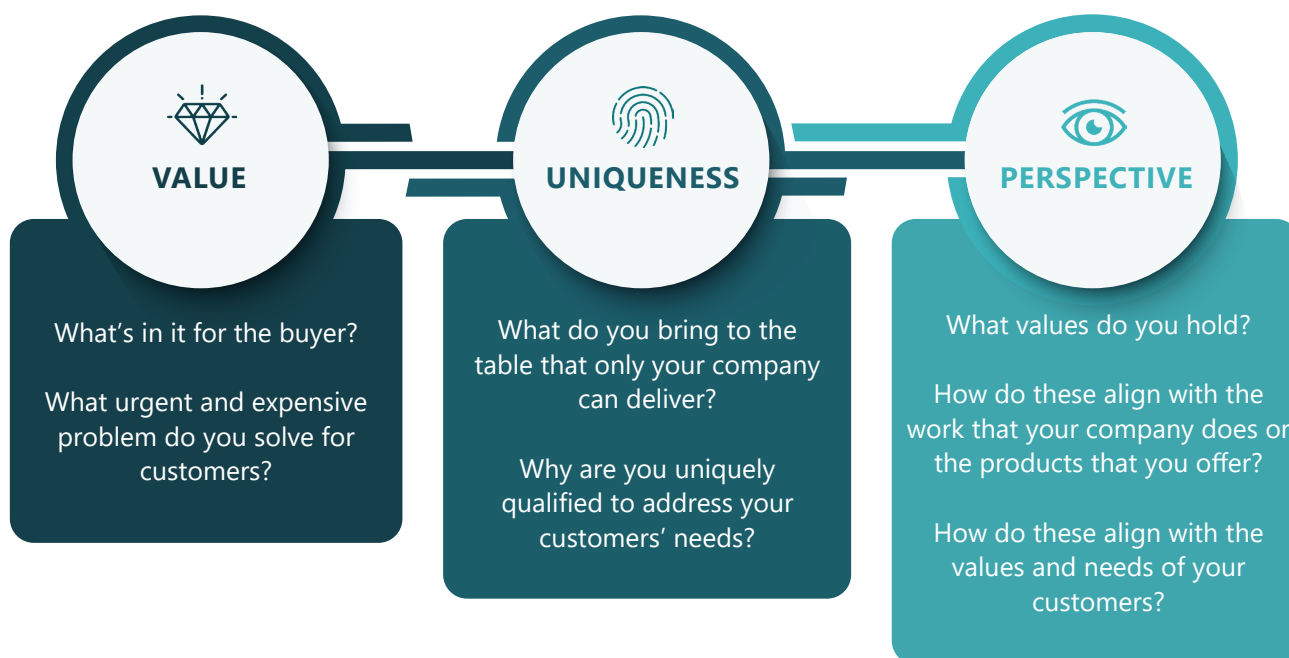 VALUE
What’s in it for the buyer?
What urgent and expensive
problem do you solve for
customers?
UNIQUENESS
What do you bring to the
table that only your company
can deliver?
Why are you uniquely
qualified to address your
customers’ needs?
PERSPECTIVE
What values do you hold?
How do these align with the
work that your company does or
the products that you offer?
How do these align with the
values and needs of your
customers?